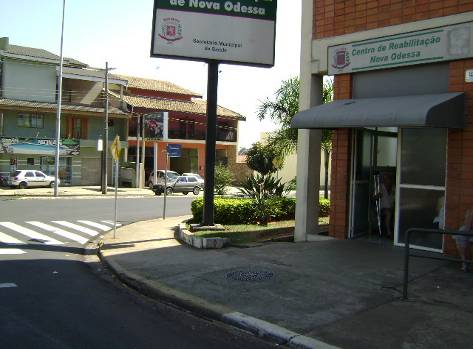 de Nova Odessa
Secretaria Municipal
de Saúde
Centro de Reabilitação
Nova Odessa